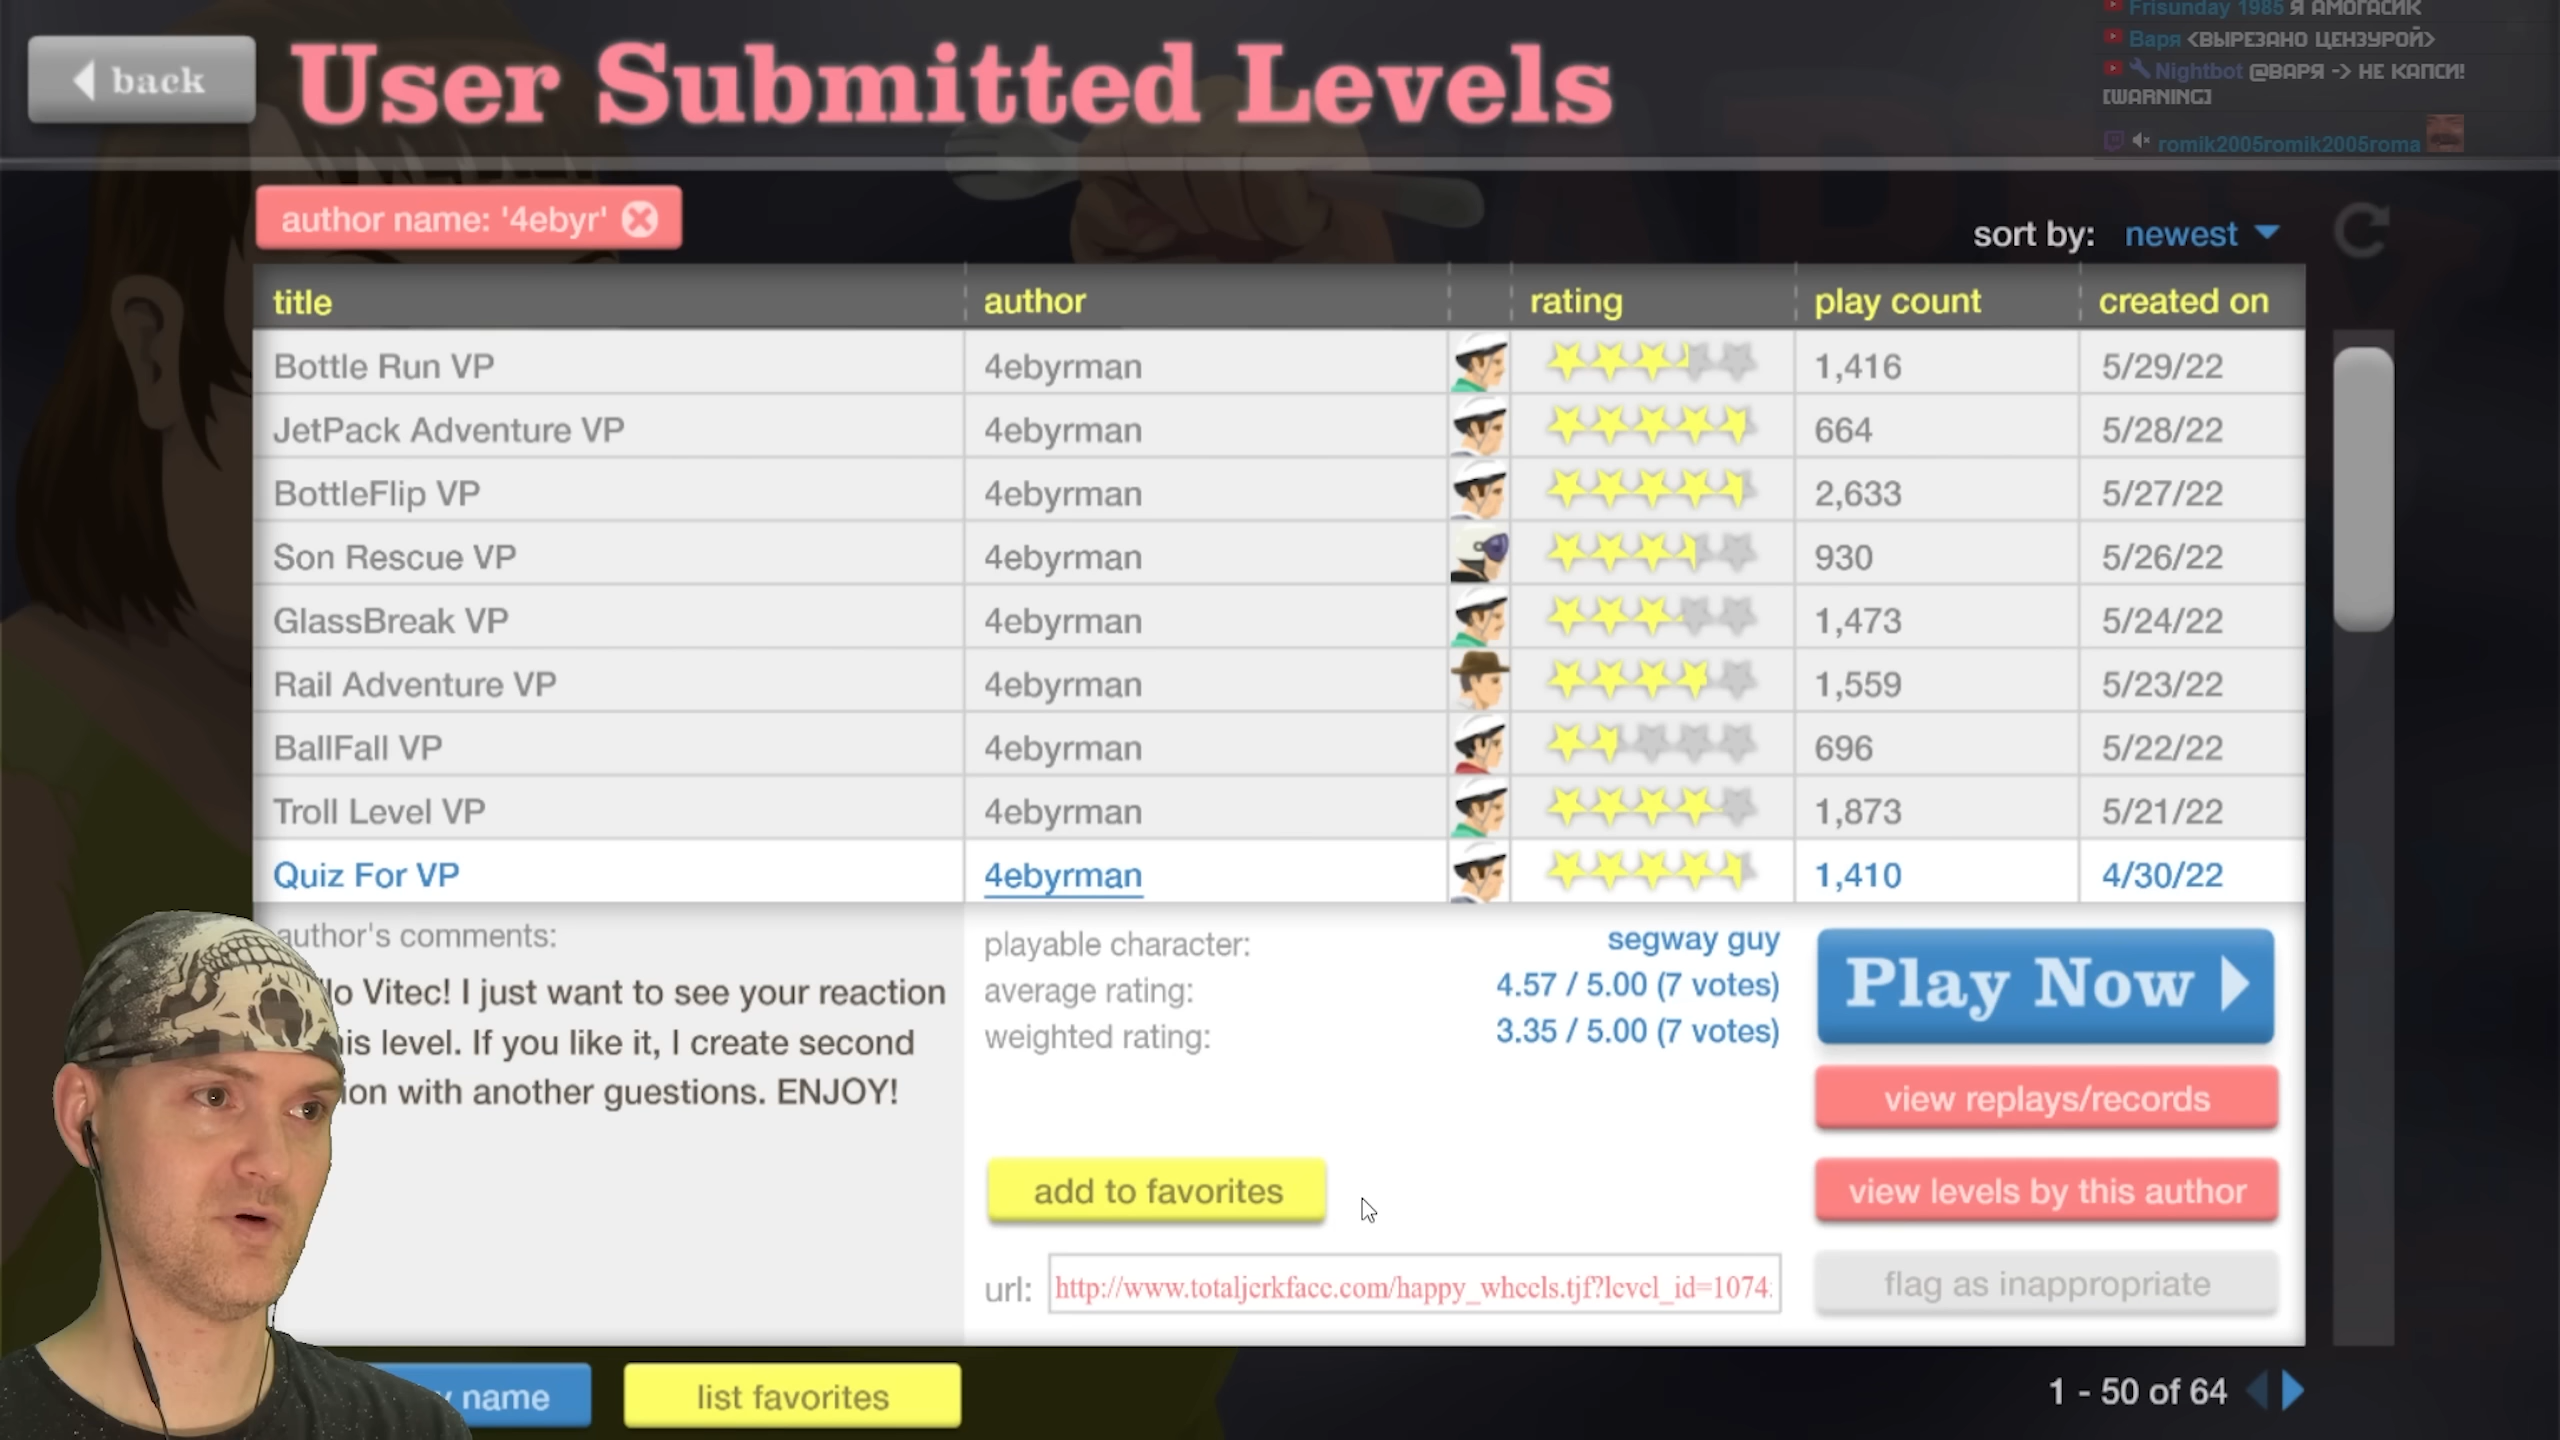 back
User Submitted Levels
Frisunday 1985 Я АМОГАСИК
Варя <ВЫРЕЗАНО ЦЕНЗУРОЙ>
Nightbot @ВАРЯ -> НЕ КАПСИ!
[WARNING]
romik2005romik2005roma
author name: '4ebyr'
sort by: newest
title author rating play count created on
Bottle Run VP 4ebyrman 1,416 5/29/22
JetPack Adventure VP 4ebyrman 664 5/28/22
BottleFlip VP 4ebyrman 2,633 5/27/22
Son Rescue VP 4ebyrman 930 5/26/22
GlassBreak VP 4ebyrman 1,473 5/24/22
Rail Adventure VP 4ebyrman 1,559 5/23/22
BallFall VP 4ebyrman 696 5/22/22
Troll Level VP 4ebyrman 1,873 5/21/22
Quiz For VP 4ebyrman 1,410 4/30/22
author's comments:
lo Vitec! I just want to see your reaction
is level. If you like it, I create second
ion with another guestions. ENJOY!
playable character: segway guy
average rating: 4.57 / 5.00 (7 votes)
weighted rating: 3.35 / 5.00 (7 votes)
add to favorites
url: http://www.totaljerkface.com/happy_wheels.tjf?level_id=1074
Play Now
view replays/records
view levels by this author
flag as inappropriate
name
list favorites
1 - 50 of 64